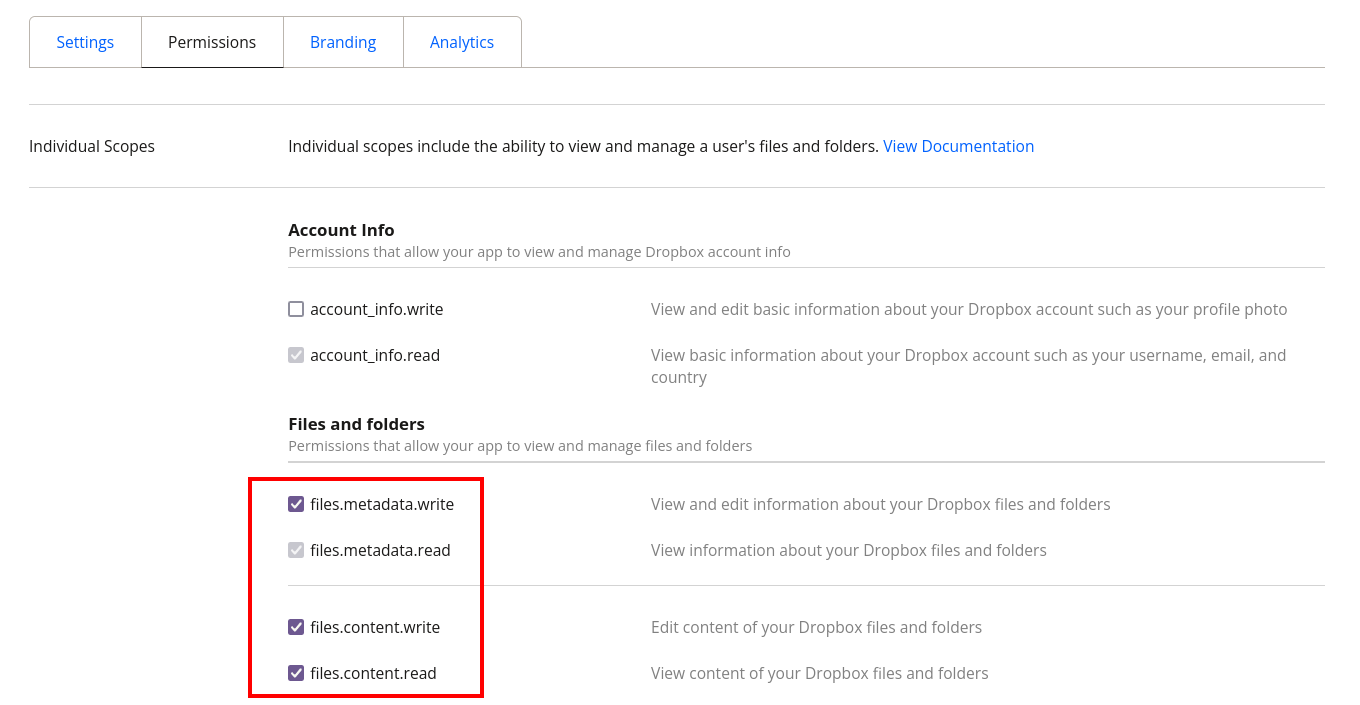 Settings
Permissions
Branding
Analytics
Individual Scopes
Individual scopes include the ability to view and manage a user's files and folders. View Documentation
Account Info
Permissions that allow your app to view and manage Dropbox account info
account_info.write
View and edit basic information about your Dropbox account such as your profile photo
account_info.read
View basic information about your Dropbox account such as your username, email, and
country
Files and folders
Permissions that allow your app to view and manage files and folders
files.metadata.write
View and edit information about your Dropbox files and folders
files.metadata.read
View information about your Dropbox files and folders
files.content.write
Edit content of your Dropbox files and folders
files.content.read
View content of your Dropbox files and folders